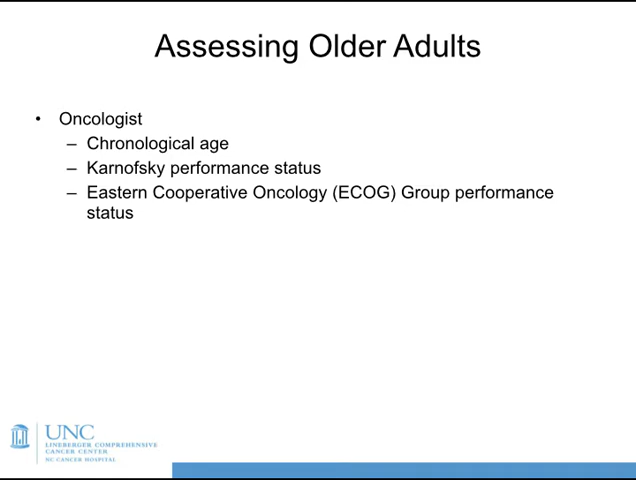 Assessing Older Adults
• Oncologist
– Chronological age
– Karnofsky performance status
– Eastern Cooperative Oncology (ECOG) Group performance
status
UNC
LINEBERGER COMPREHENSIVE
CANCER CENTER
NC CANCER HOSPITAL